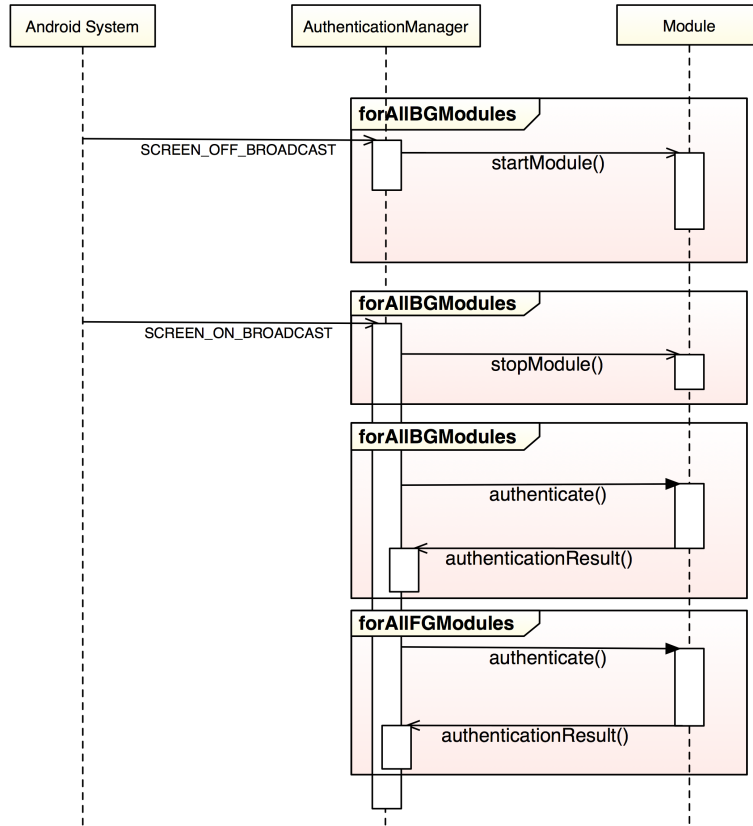 Android System
AuthenticationManager
Module
forAllBGModules
SCREEN_OFF_BROADCAST
startModule()
forAllBGModules
SCREEN_ON_BROADCAST
stopModule()
forAllBGModules
authenticate()
authenticationResult()
forAllFGModules
authenticate()
authenticationResult()